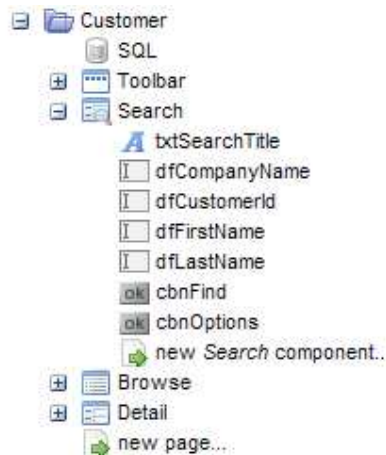 Customer
SQL
Toolbar
Search
A txtSearchTitle
I dfCompanyName
I dfCustomerId
I dfFirstName
I dfLastName
ok cbnFind
ok cbnOptions
new Search component..
Browse
Detail
new page...